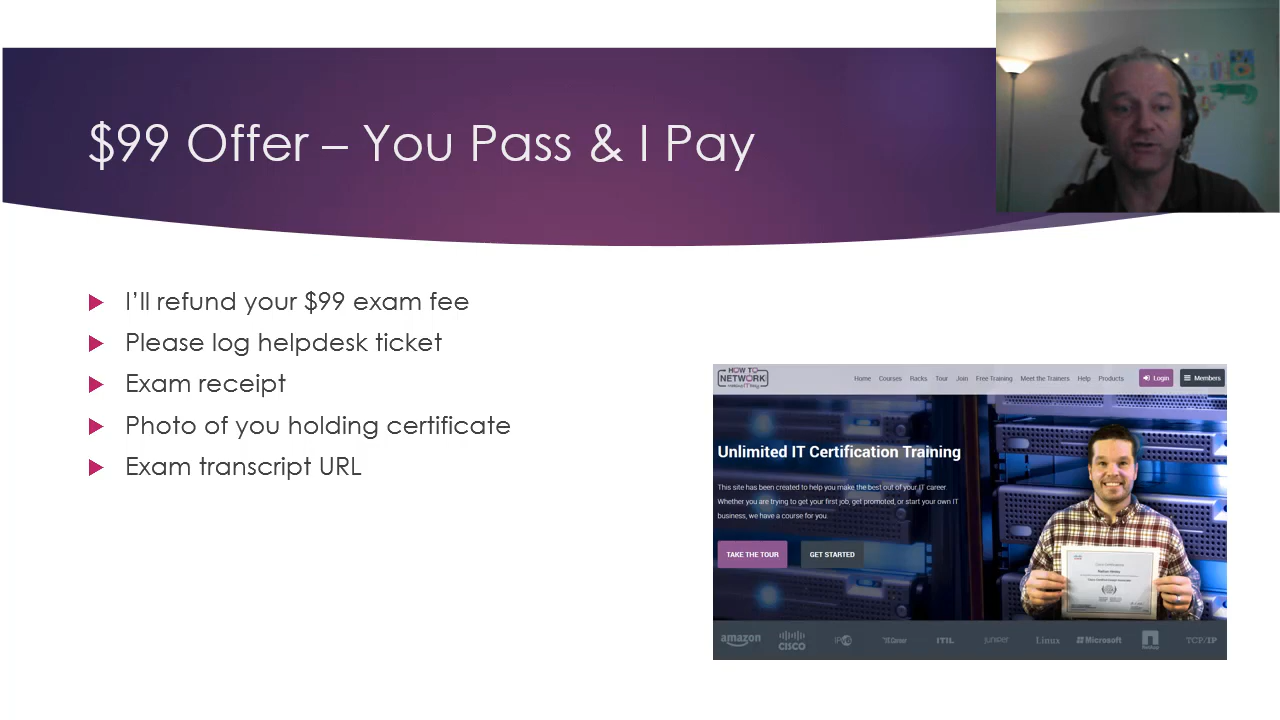 $99 Offer – You Pass & I Pay
I'll refund your $99 exam fee
Please log helpdesk ticket
Exam receipt
Photo of you holding certificate
Exam transcript URL
HOW TO
NETWORK
Home Courses Racks Tour Join Free Training Meet the Trainers Help Products Login Members
Unlimited IT Certification Training
This site has been created to help you make the best out of your IT career.
Whether you are trying to get your first job, get promoted, or start your own IT
business, we have a course for you.
TAKE THE TOUR GET STARTED
amazon CISCO IPv6 ITIL JUNIPER Linux Microsoft NetApp TCP/IP